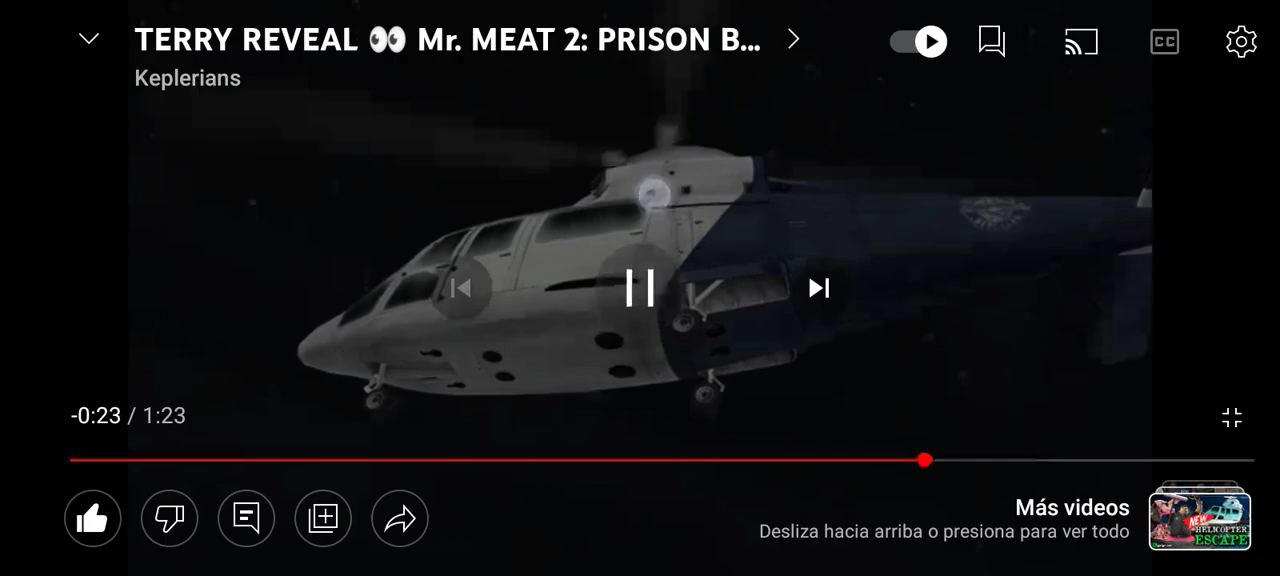 TERRY REVEAL 👀 Mr. MEAT 2: PRISON B...
CC
Keplerians
-0:23 / 1:23
Más videos
Desliza hacia arriba o presiona para ver todo
NEW
HELICOPTER
ESCAPE